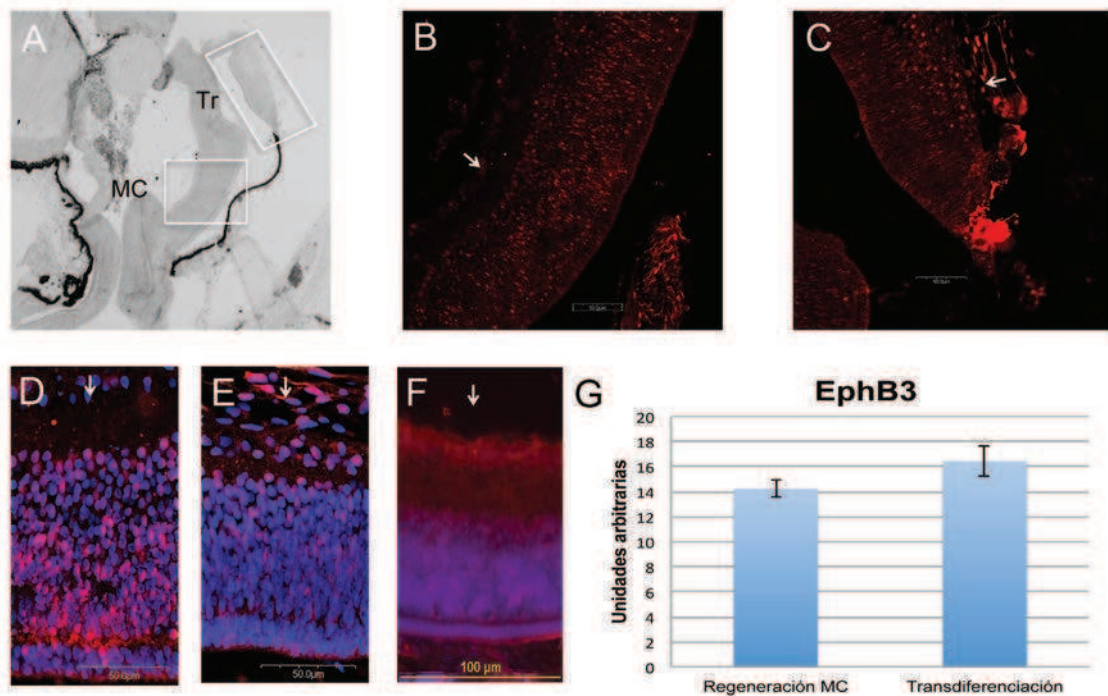 A
Tr
MC
B
C
D
50.0µm
E
50.0µm
F
100 µm
G
EphB3
Unidades arbitrarias
20
18
16
14
12
10
8
6
4
2
0
Regeneración MC
Transdiferenciación